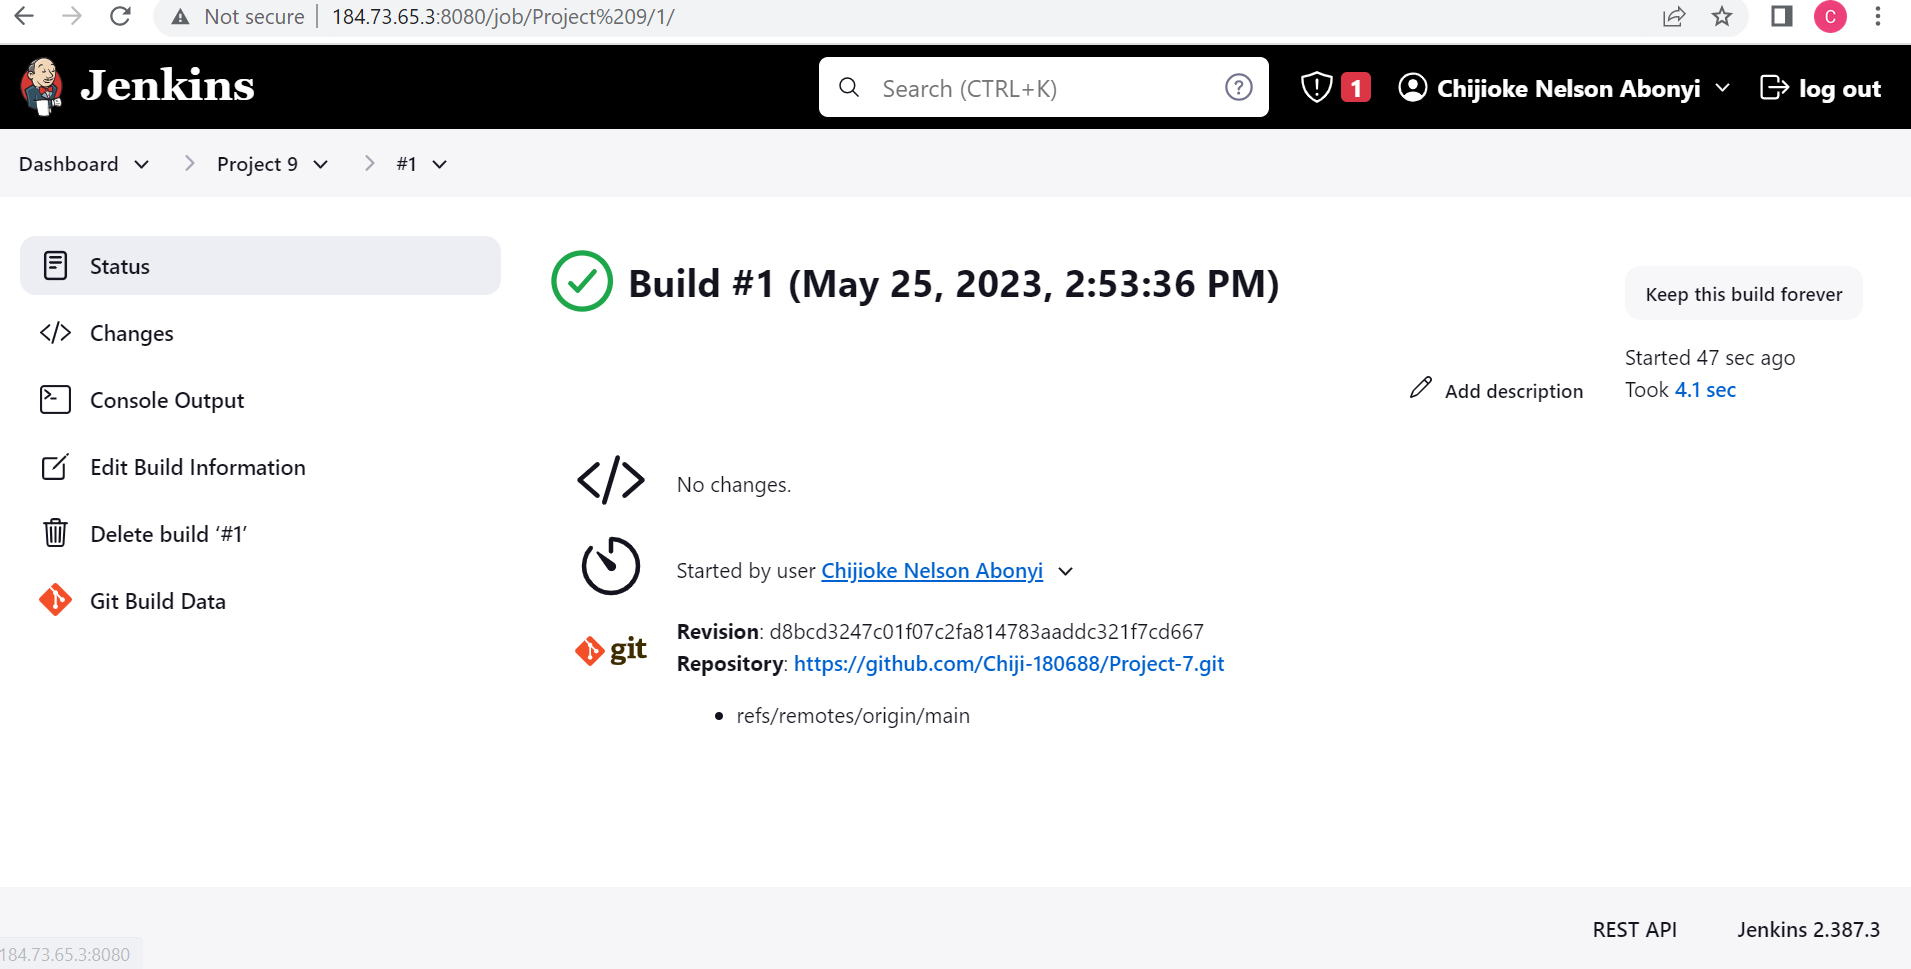 Not secure | 184.73.65.3:8080/job/Project%209/1/ C
Jenkins Search (CTRL+K) ? 1 Chijioke Nelson Abonyi log out
Dashboard Project 9 #1
Status
Build #1 (May 25, 2023, 2:53:36 PM)
Keep this build forever
Changes
Started 47 sec ago
Add description Took 4.1 sec
Console Output
Edit Build Information
No changes.
Delete build ‘#1’
Started by user Chijioke Nelson Abonyi
Git Build Data
git
Revision: d8bcd3247c01f07c2fa814783aaddc321f7cd667
Repository: https://github.com/Chiji-180688/Project-7.git
• refs/remotes/origin/main
REST API Jenkins 2.387.3
184.73.65.3:8080